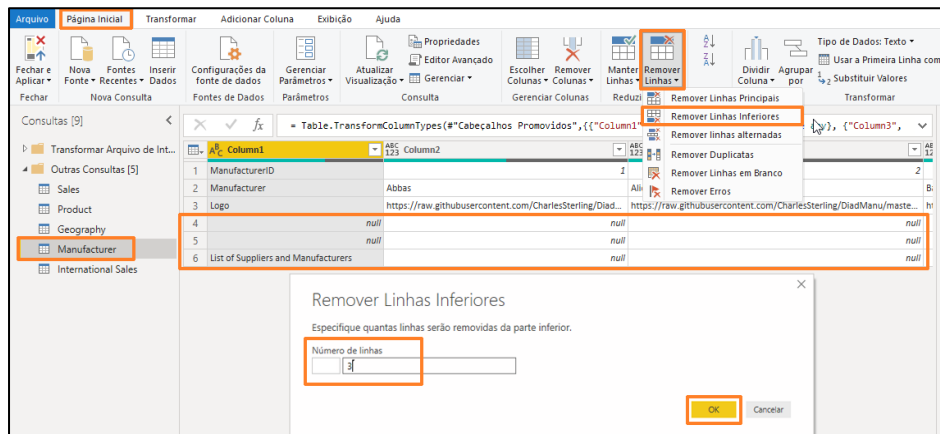 Arquivo Página Inicial Transformar Adicionar Coluna Exibição Ajuda
Fechar e Aplicar ▾
Nova Fonte ▾
Fontes Recentes ▾
Inserir Dados
Configurações da fonte de dados
Gerenciar Parâmetros ▾
Atualizar Visualização ▾
Propriedades
Editor Avançado
Gerenciar ▾
Escolher Colunas ▾
Remover Colunas ▾
Manter Linhas ▾
Remover Linhas ▾
Dividir Coluna ▾
Agrupar por
Tipo de Dados: Texto ▾
Usar a Primeira Linha com
Substituir Valores
Fechar Nova Consulta Fontes de Dados Parâmetros Consulta Gerenciar Colunas Reduzi Transformar
Remover Linhas Principais
Remover Linhas Inferiores
Remover linhas alternadas
Remover Duplicatas
Remover Linhas em Branco
Remover Erros
Consultas [9]
Transformar Arquivo de Int...
Outras Consultas [5]
Sales
Product
Geography
Manufacturer
International Sales
fx = Table.TransformColumnTypes(#"Cabeçalhos Promovidos",{{"Column1" y}, {"Column3",
ABC Column1 ABC 123 Column2
1 ManufacturerID 1 2
2 Manufacturer Abbas
3 Logo https://raw.githubusercontent.com/CharlesSterling/Diad... https://raw.githubusercontent.com/CharlesSterling/DiadManu/maste...
4 null null null
5 null null null
6 List of Suppliers and Manufacturers null null
Remover Linhas Inferiores
Especifique quantas linhas serão removidas da parte inferior.
Número de linhas
3
OK Cancelar